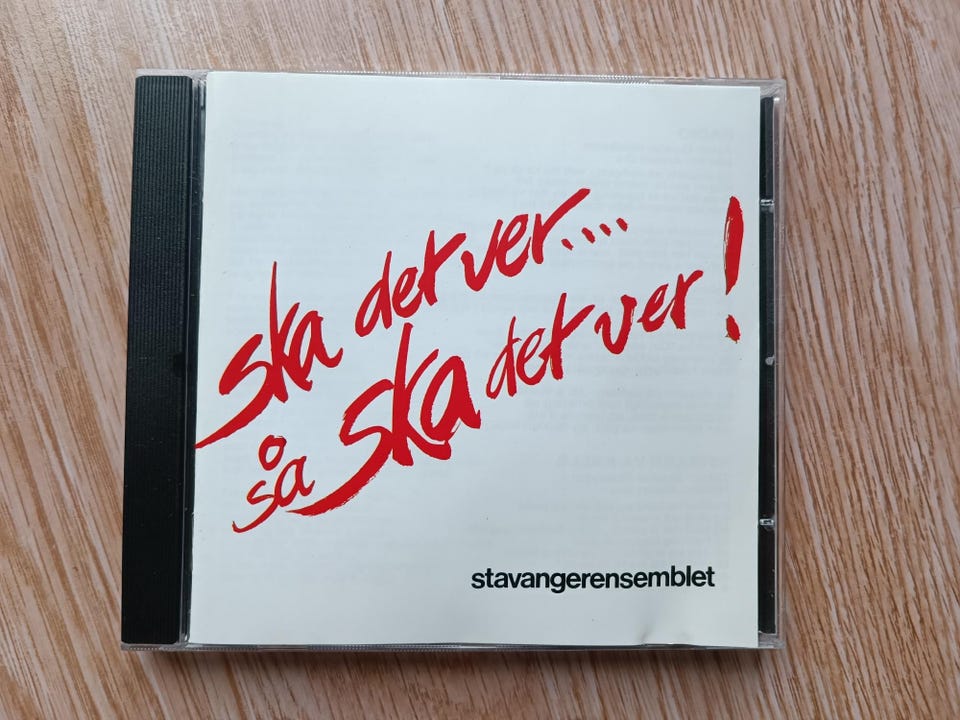 ska det ver....
så ska det ver!
stavangerensemblet